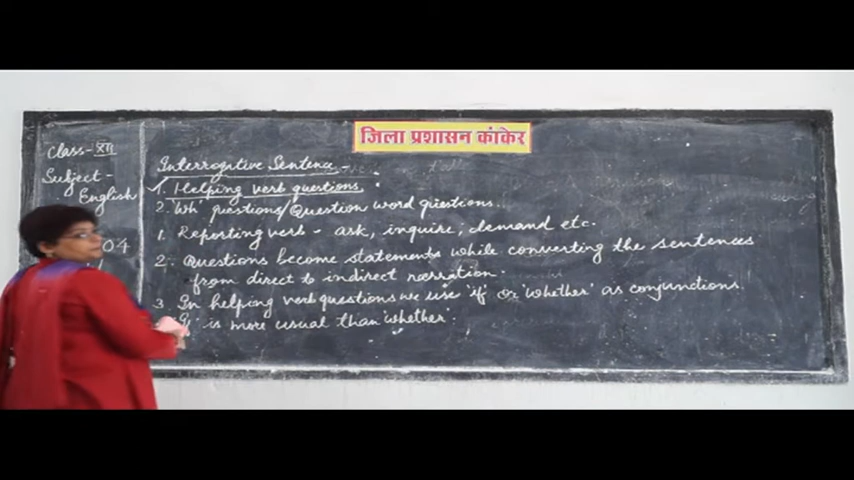 जिला प्रशासन कांकेर
Class-XII
Subject-
English
04
Interrogtive Sentence-
1. Helping verb questions.
2. Wh questions/Question word questions.
1. Reporting verb - ask, inquire, demand etc.
2. Questions become statements while converting the sentences
from direct to indirect narration.
3 In helping verb questions we use 'if' or 'whether' as conjunctions.
is more usual than 'whether'.